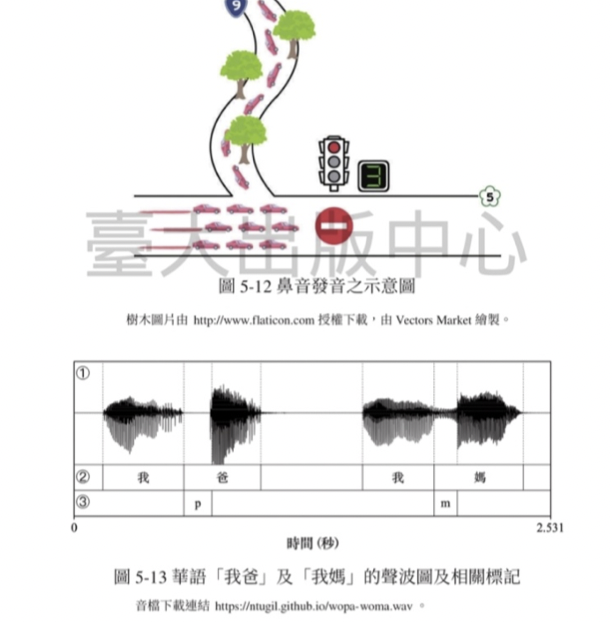 9
3
5
臺大出版中心
圖 5-12 鼻音發音之示意圖
樹木圖片由 http://www.flaticon.com 授權下載，由 Vectors Market 繪製。
①
② 我 爸 我 媽
③ p m
0 2.531
時間 (秒)
圖 5-13 華語「我爸」及「我媽」的聲波圖及相關標記
音檔下載連結 https://ntugil.github.io/wopa-woma.wav 。